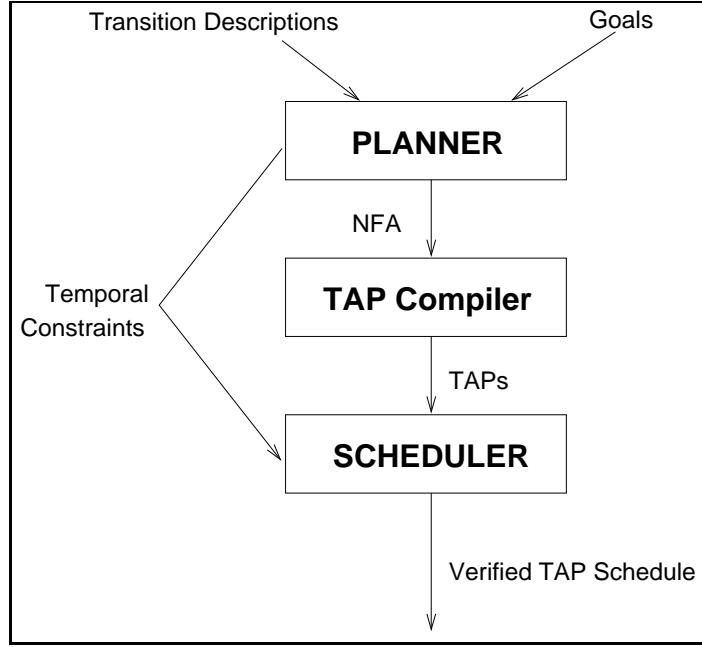 Transition Descriptions
Goals
PLANNER
NFA
TAP Compiler
Temporal
Constraints
TAPs
SCHEDULER
Verified TAP Schedule